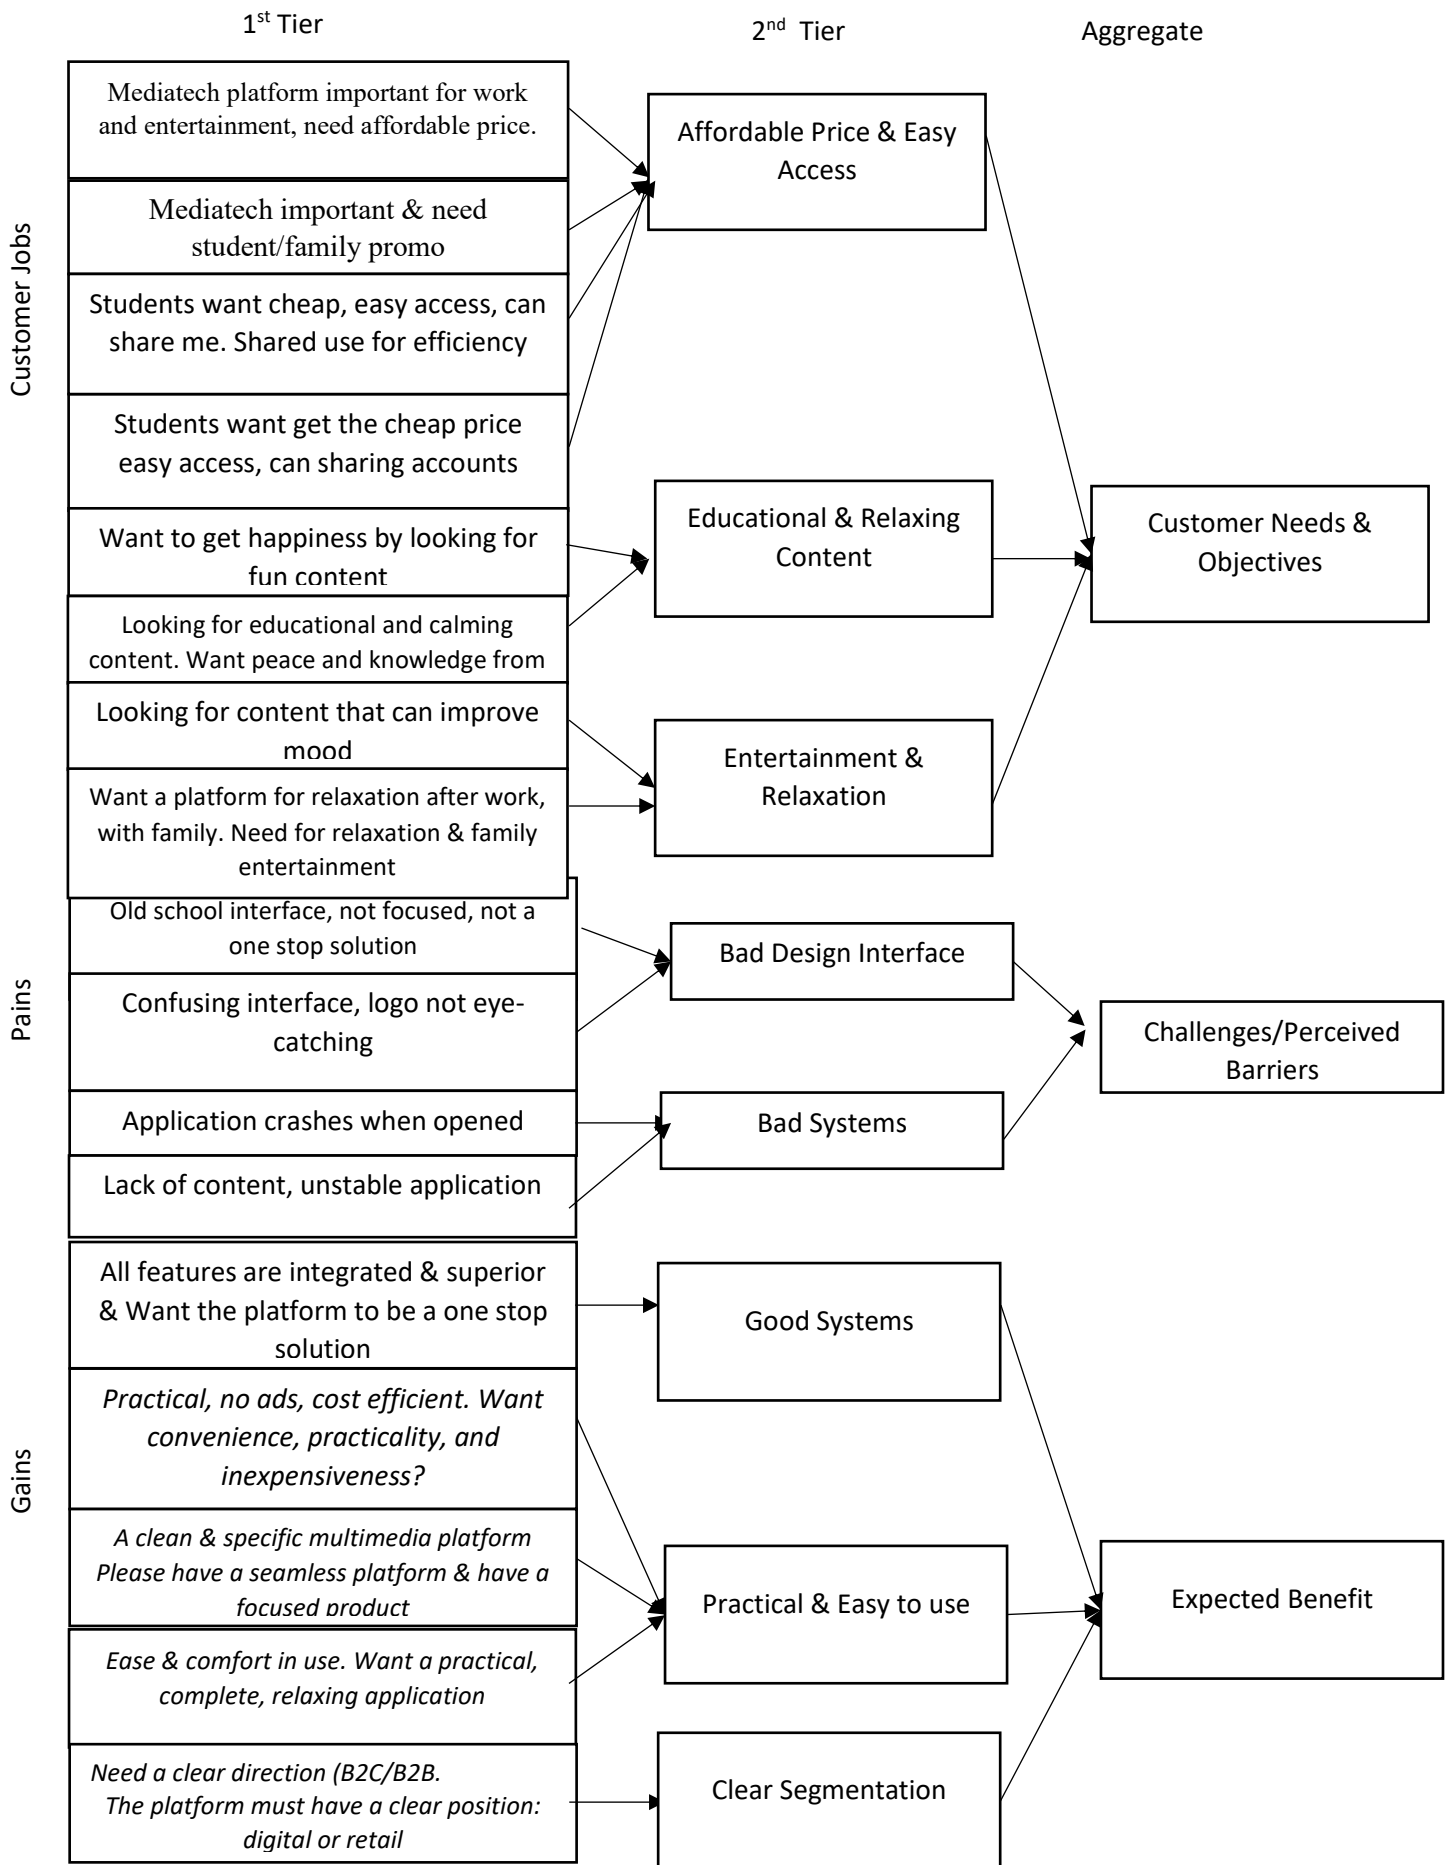 1st Tier
2nd Tier
Aggregate
Customer Jobs
Mediatech platform important for work
and entertainment, need affordable price.
Mediatech important & need
student/family promo
Students want cheap, easy access, can
share me. Shared use for efficiency
Students want get the cheap price
easy access, can sharing accounts
Want to get happiness by looking for
fun content
Looking for educational and calming
content. Want peace and knowledge from
Looking for content that can improve
mood
Want a platform for relaxation after work,
with family. Need for relaxation & family
entertainment
Affordable Price & Easy
Access
Educational & Relaxing
Content
Entertainment &
Relaxation
Customer Needs &
Objectives
Pains
Old school interface, not focused, not a
one stop solution
Confusing interface, logo not eye-
catching
Application crashes when opened
Lack of content, unstable application
Bad Design Interface
Bad Systems
Challenges/Perceived
Barriers
Gains
All features are integrated & superior
& Want the platform to be a one stop
solution
Practical, no ads, cost efficient. Want
convenience, practicality, and
inexpensiveness?
A clean & specific multimedia platform
Please have a seamless platform & have a
focused product
Ease & comfort in use. Want a practical,
complete, relaxing application
Need a clear direction (B2C/B2B.
The platform must have a clear position:
digital or retail
Good Systems
Practical & Easy to use
Clear Segmentation
Expected Benefit